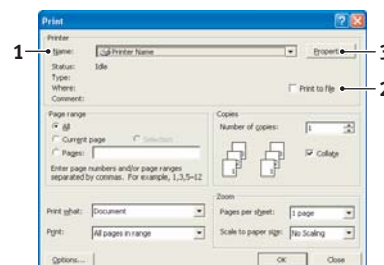 Print
Printer
1 Name: Printer Name Properti 3
Status: Idle
Type:
Where: Print to file 2
Comment:
Page range
All
Current page Selection
Pages:
Enter page numbers and/or page ranges
separated by commas. For example, 1,3,5-12
Copies
Number of copies: 1
Collate
Print what: Document
Print: All pages in range
Zoom
Pages per sheet: 1 page
Scale to paper size: No Scaling
Options... OK Close